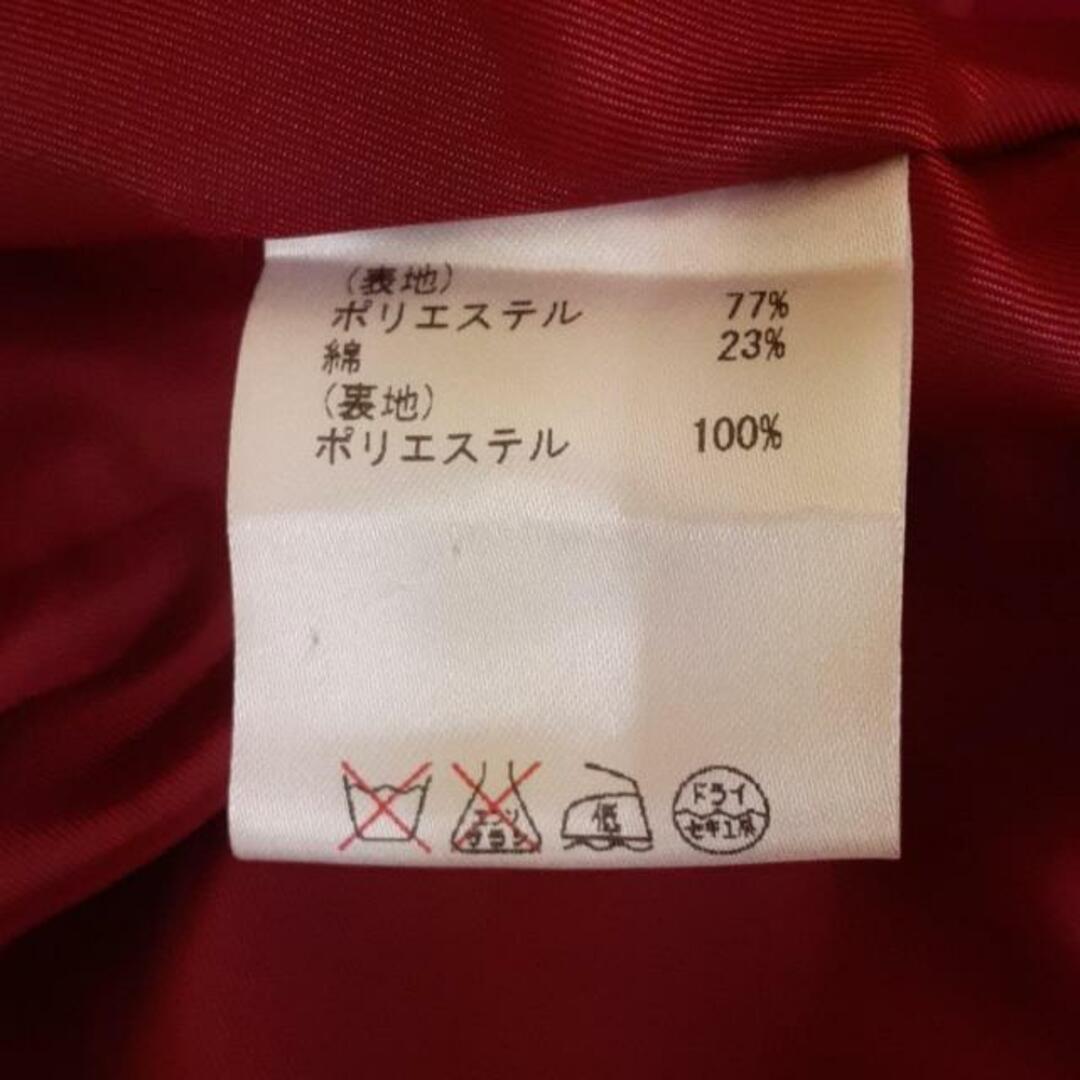 (表地)
ポリエステル 77%
綿 23%
(裏地)
ポリエステル 100%
エンソ
サラシ
低
ドライ
セキユ系